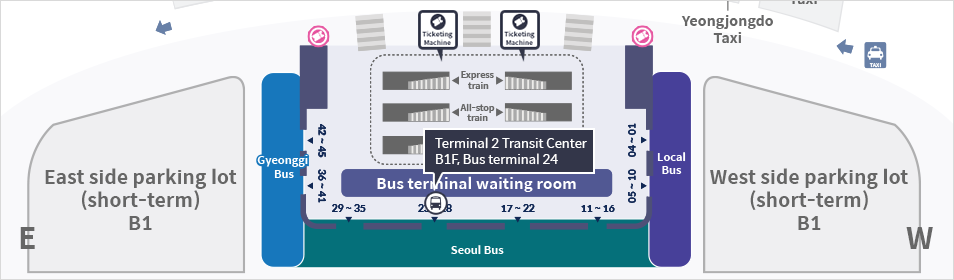 Yeongjongdo
Taxi
Ticketing
Machine
Ticketing
Machine
TAXI
Express
train
All-stop
train
42 ~ 45
04 ~ 01
Terminal 2 Transit Center
B1F, Bus terminal 24
Gyeonggi
Bus
Local
Bus
East side parking lot
(short-term)
B1
West side parking lot
(short-term)
B1
36 ~ 41
Bus terminal waiting room
05 ~ 10
29 ~ 35
17 ~ 22
11 ~ 16
E
W
Seoul Bus